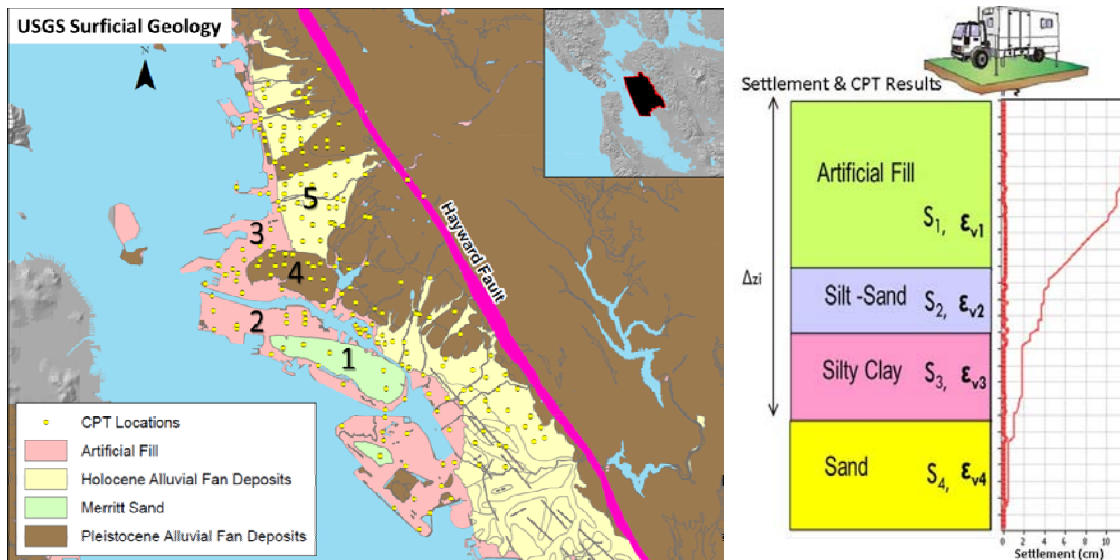 USGS Surficial Geology
N
5
3
4
2
1
Hayward Fault
CPT Locations
Artificial Fill
Holocene Alluvial Fan Deposits
Merritt Sand
Pleistocene Alluvial Fan Deposits
Settlement & CPT Results
Δzi
Artificial Fill
S1, εv1
Silt -Sand S2, εv2
Silty Clay S3, εv3
Sand S4, εv4
0 2 4 6 8 10
Settlement (cm)